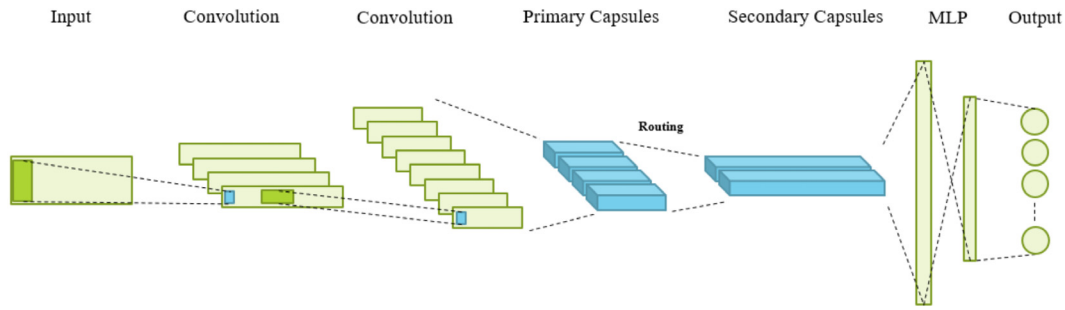 Input
Convolution
Convolution
Primary Capsules
Secondary Capsules
MLP
Output
Routing